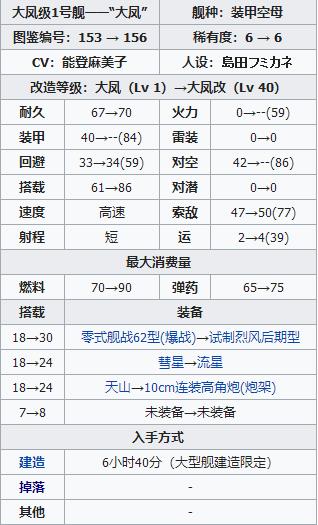 大凤级1号舰——“大凤” 舰种：装甲空母
图鉴编号：153 → 156 稀有度：6 → 6
CV：能登麻美子 人设：島田フミカネ
改造等级：大凤（Lv 1）→大凤改（Lv 40）
耐久 67→70 火力 0→--(59)
装甲 40→--(84) 雷装 0→0
回避 33→34(59) 对空 42→--(86)
搭载 61→86 对潜 0→0
速度 高速 索敌 47→50(77)
射程 短 运 2→4(39)
最大消费量
燃料 70→90 弹药 65→75
搭载 装备
18→30 零式舰战62型(爆战)→试制烈风后期型
18→24 彗星→流星
18→24 天山→10cm连装高角炮(炮架)
7→8 未装备→未装备
入手方式
建造 6小时40分（大型舰建造限定）
掉落 -
其他 -